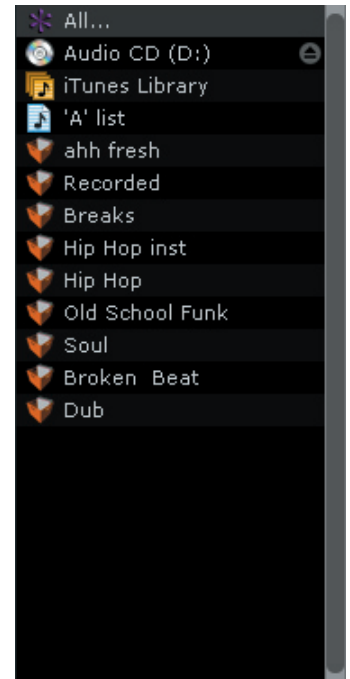 All...
Audio CD (D:)
iTunes Library
'A' list
ahh fresh
Recorded
Breaks
Hip Hop inst
Hip Hop
Old School Funk
Soul
Broken  Beat
Dub